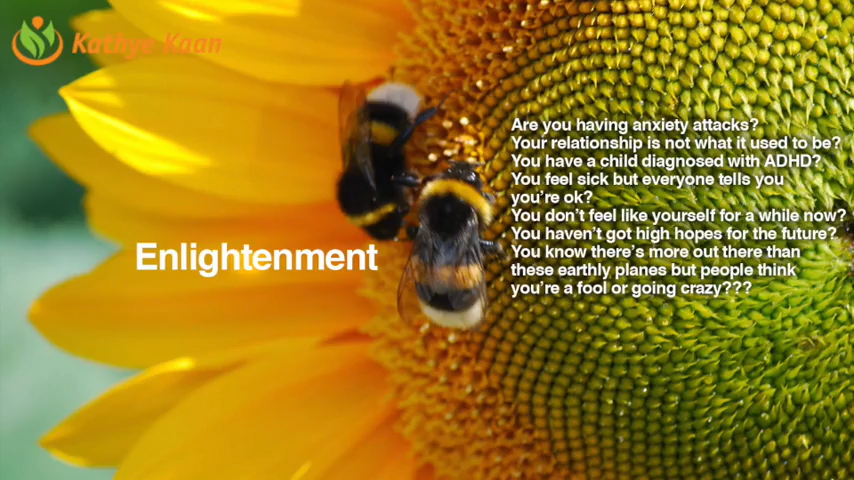 Kathye Kaan
Enlightenment
Are you having anxiety attacks?
Your relationship is not what it used to be?
You have a child diagnosed with ADHD?
You feel sick but everyone tells you
you're ok?
You don't feel like yourself for a while now?
You haven't got high hopes for the future?
You know there's more out there than
these earthly planes but people think
you're a fool or going crazy???